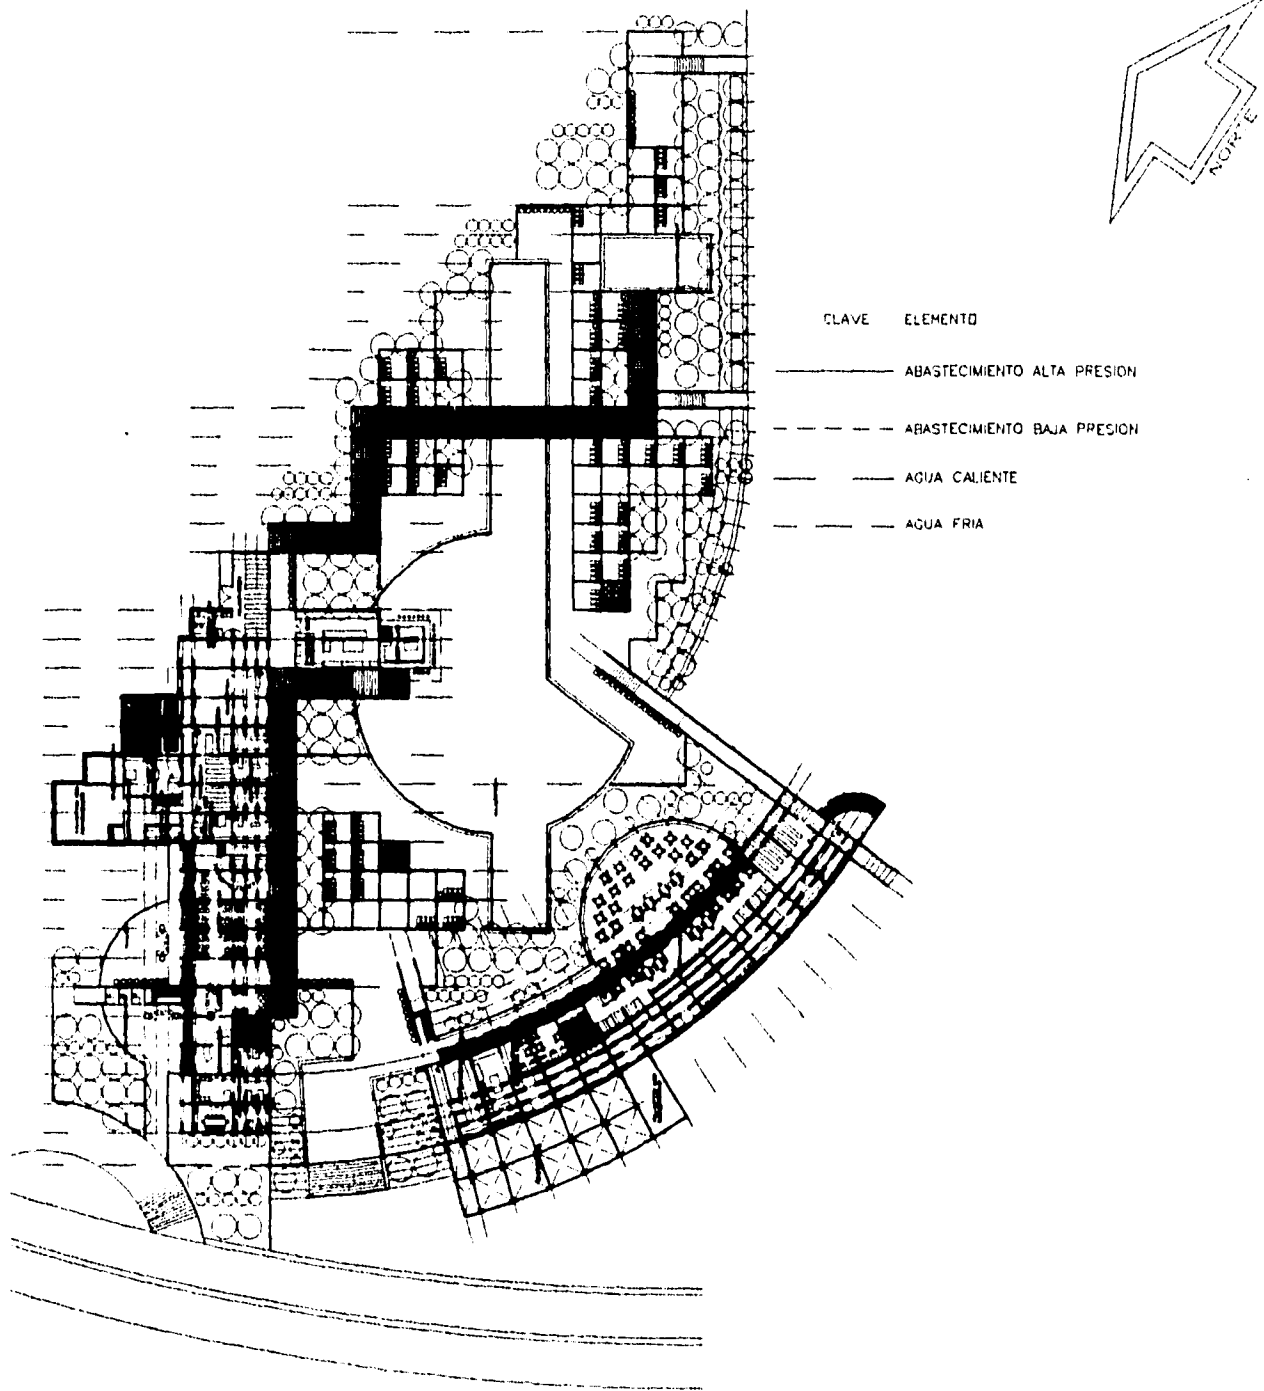 NORTE
CLAVE ELEMENTO
ABASTECIMIENTO ALTA PRESION
ABASTECIMIENTO BAJA PRESION
AGUA CALIENTE
AGUA FRIA